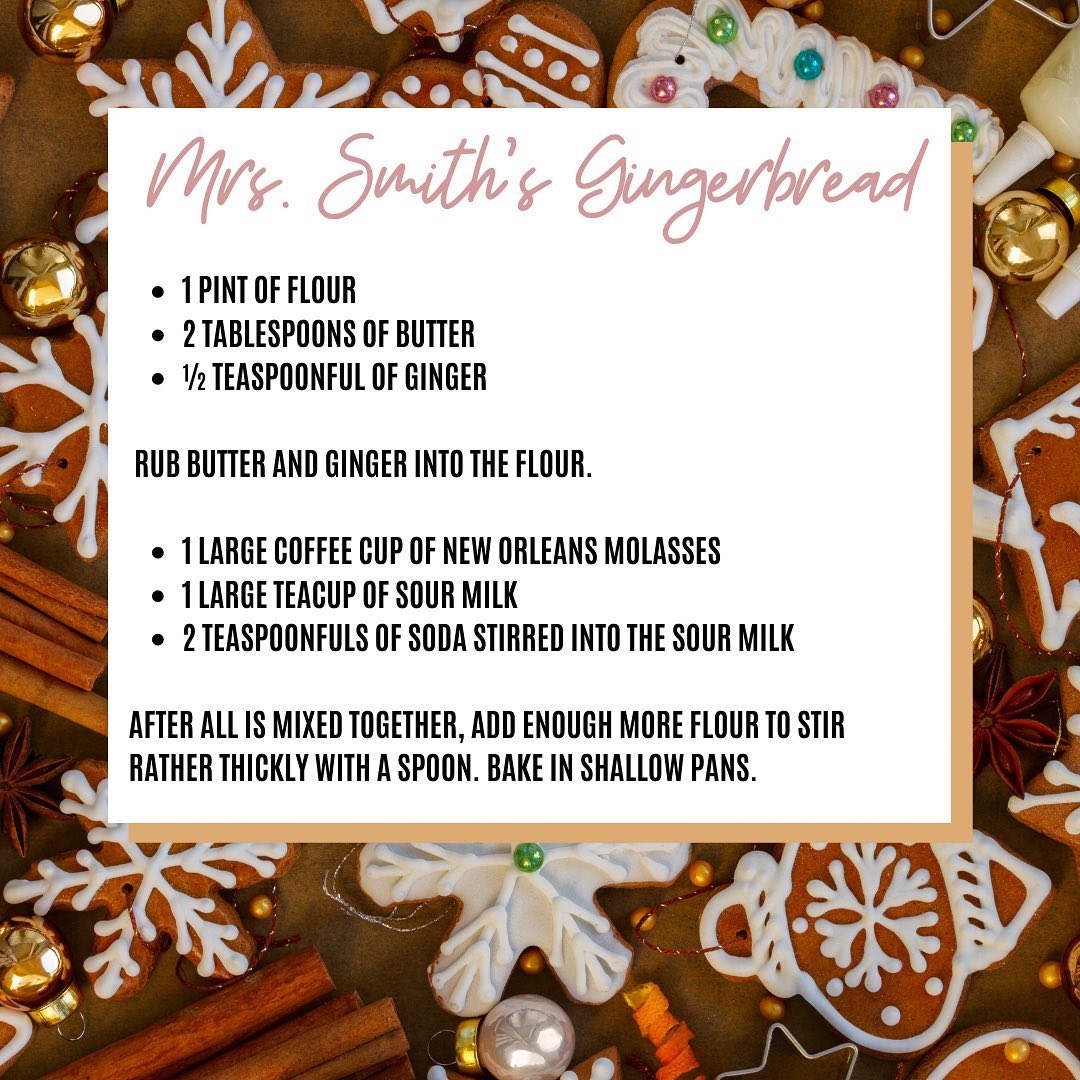 Mrs. Smith's Gingerbread
• 1 PINT OF FLOUR
• 2 TABLESPOONS OF BUTTER
• ½ TEASPOONFUL OF GINGER
RUB BUTTER AND GINGER INTO THE FLOUR.
• 1 LARGE COFFEE CUP OF NEW ORLEANS MOLASSES
• 1 LARGE TEACUP OF SOUR MILK
• 2 TEASPOONFULS OF SODA STIRRED INTO THE SOUR MILK
AFTER ALL IS MIXED TOGETHER, ADD ENOUGH MORE FLOUR TO STIR
RATHER THICKLY WITH A SPOON. BAKE IN SHALLOW PANS.